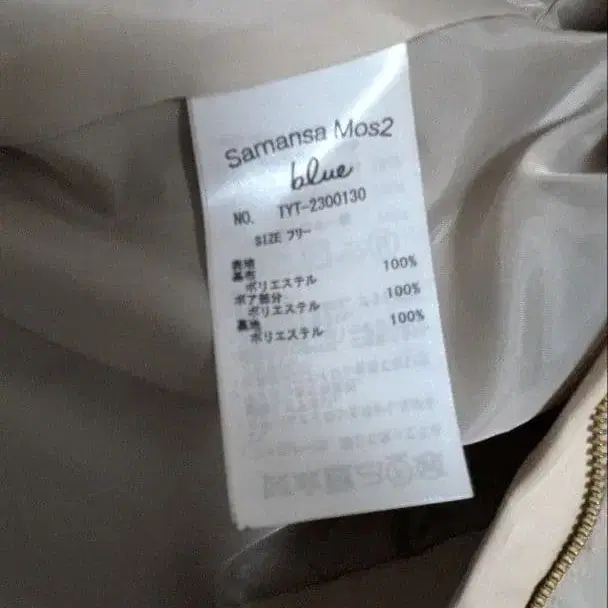 Samansa Mos2
blue
NO. TYT-2300130
SIZE フリー
表地
基布
ポリエステル 100%
ボア部分
ポリエステル 100%
裏地
ポリエステル 100%